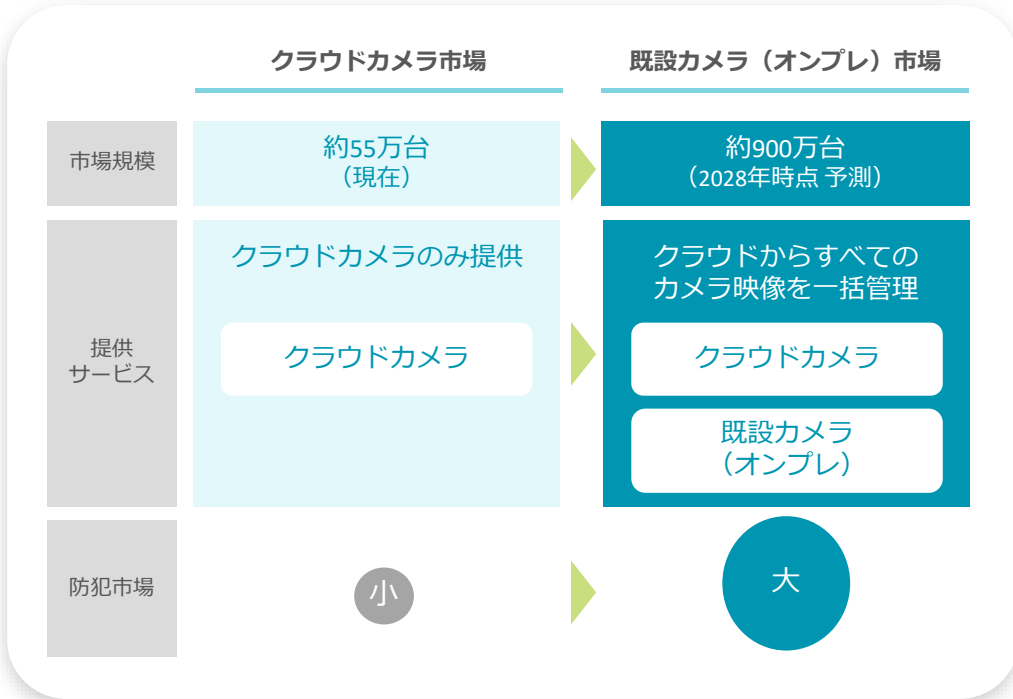 クラウドカメラ市場
既設カメラ（オンプレ）市場
市場規模
約55万台
（現在）
約900万台
（2028年時点 予測）
提供
サービス
クラウドカメラのみ提供
クラウドカメラ
クラウドからすべての
カメラ映像を一括管理
クラウドカメラ
既設カメラ
（オンプレ）
防犯市場
小
大